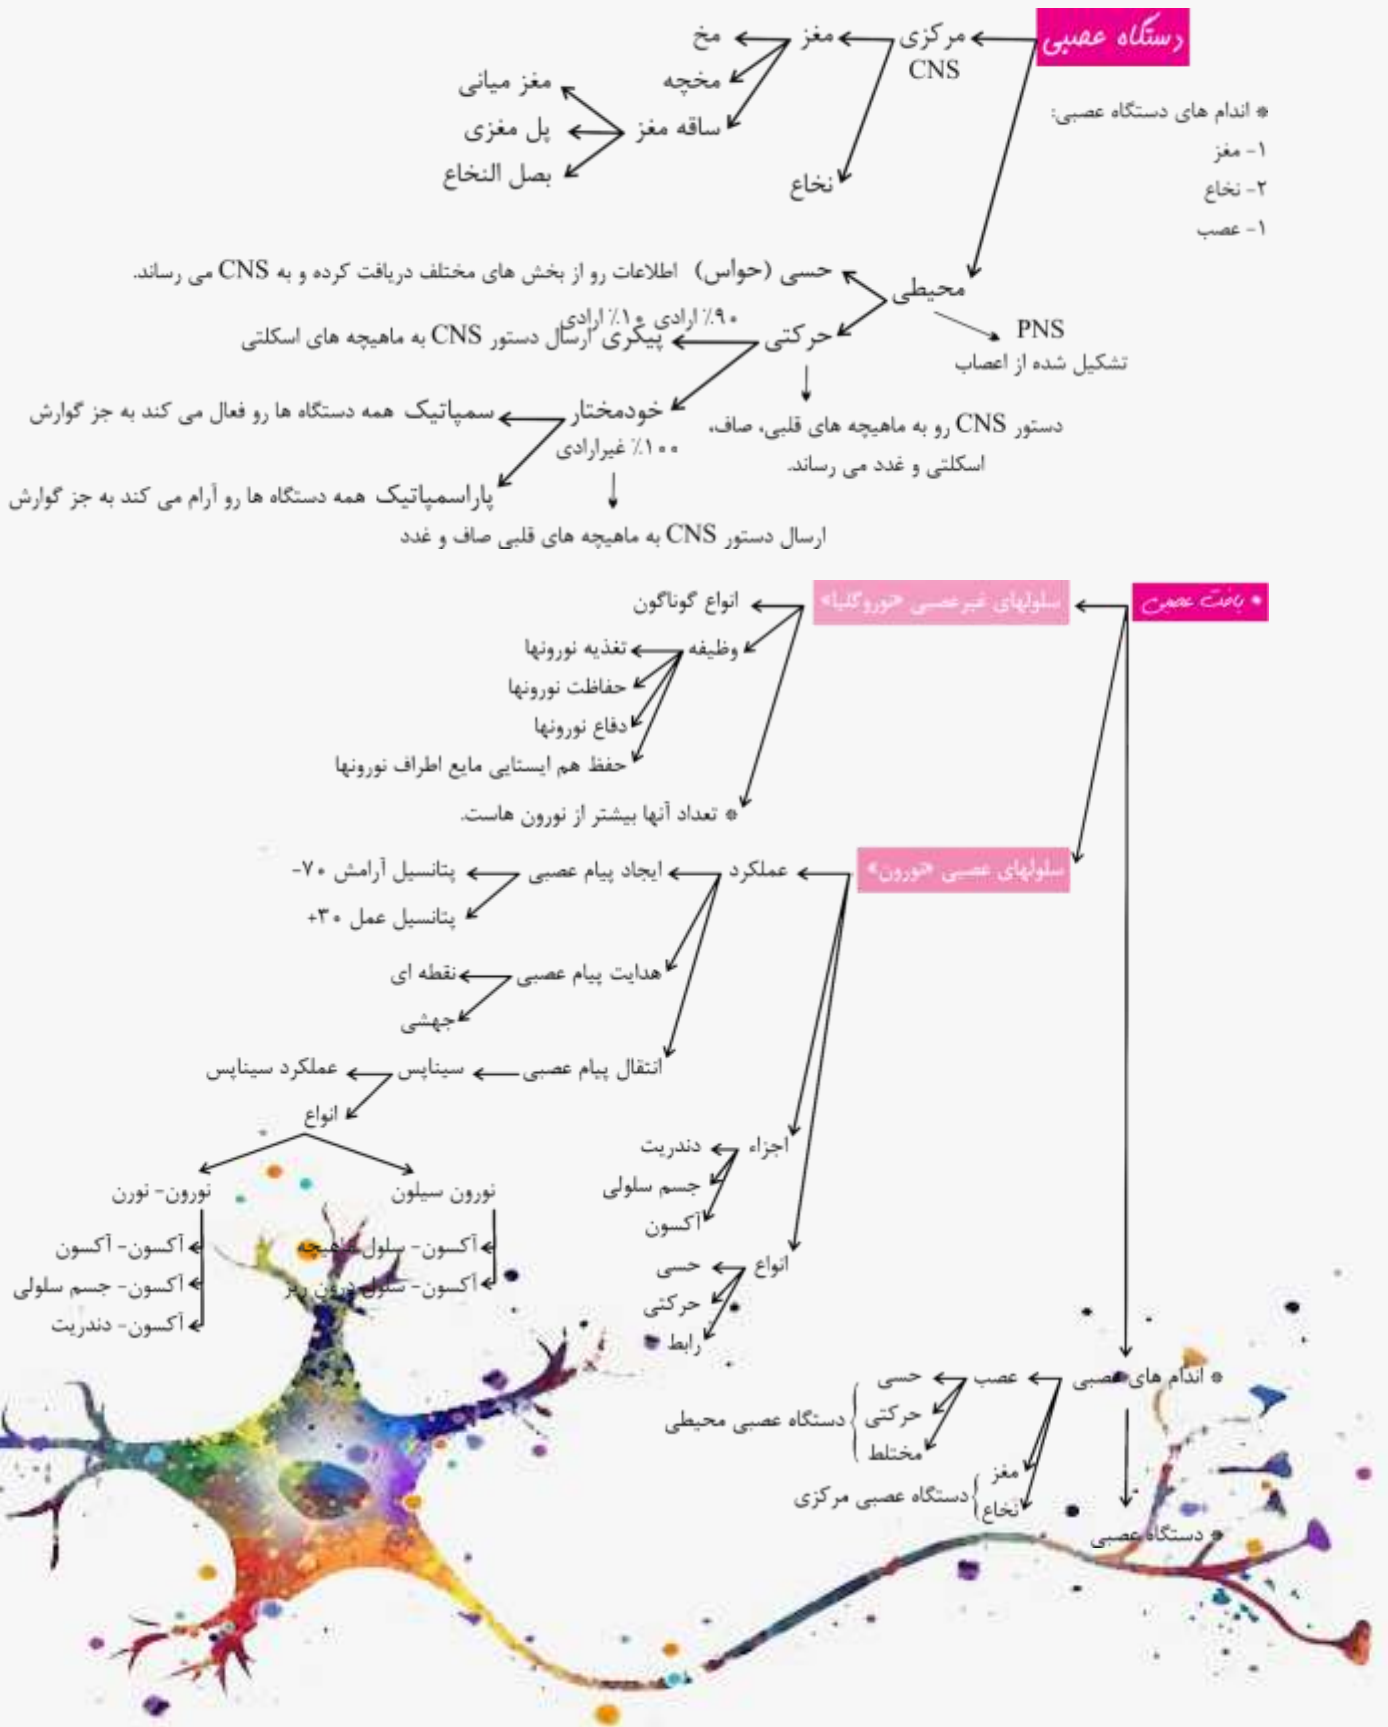 دستگاه عصبی
مرکزی
CNS
مغز
مخ
مخچه
ساقه مغز
مغز میانی
پل مغزی
بصل النخاع
نخاع
* اندام های دستگاه عصبی:
۱- مغز
۲- نخاع
۱- عصب
محیطی
PNS
تشکیل شده از اعصاب
حسی (حواس) اطلاعات رو از بخش های مختلف دریافت کرده و به CNS می رساند.
حرکتی
۹۰٪ ارادی ۱۰٪ ارادی
پیکری ارسال دستور CNS به ماهیچه های اسکلتی
دستور CNS رو به ماهیچه های قلبی، صاف،
اسکلتی و غدد می رساند.
خودمختار
۱۰۰٪ غیرارادی
سمپاتیک همه دستگاه ها رو فعال می کند به جز گوارش
پاراسمپاتیک همه دستگاه ها رو آرام می کند به جز گوارش
ارسال دستور CNS به ماهیچه های قلبی صاف و غدد
* بافت عصبی
سلولهای غیرعصبی «نوروگلیا»
انواع گوناگون
وظیفه
تغذیه نورونها
حفاظت نورونها
دفاع نورونها
حفظ هم ایستایی مایع اطراف نورونها
* تعداد آنها بیشتر از نورون هاست.
سلولهای عصبی «نورون»
عملکرد
ایجاد پیام عصبی
پتانسیل آرامش ۷۰-
پتانسیل عمل ۳۰+
هدایت پیام عصبی
نقطه ای
جهشی
انتقال پیام عصبی
سیناپس
عملکرد سیناپس
انواع
نورون سیلون
آکسون- سلول ماهیچه
آکسون- سلول درون ریز
نورون- نورن
آکسون- آکسون
آکسون- جسم سلولی
آکسون- دندریت
اجزاء
دندریت
جسم سلولی
آکسون
انواع
حسی
حرکتی
رابط
* اندام های عصبی
عصب
حسی
حرکتی
مختلط
دستگاه عصبی محیطی
مغز
نخاع
دستگاه عصبی مرکزی
* دستگاه عصبی